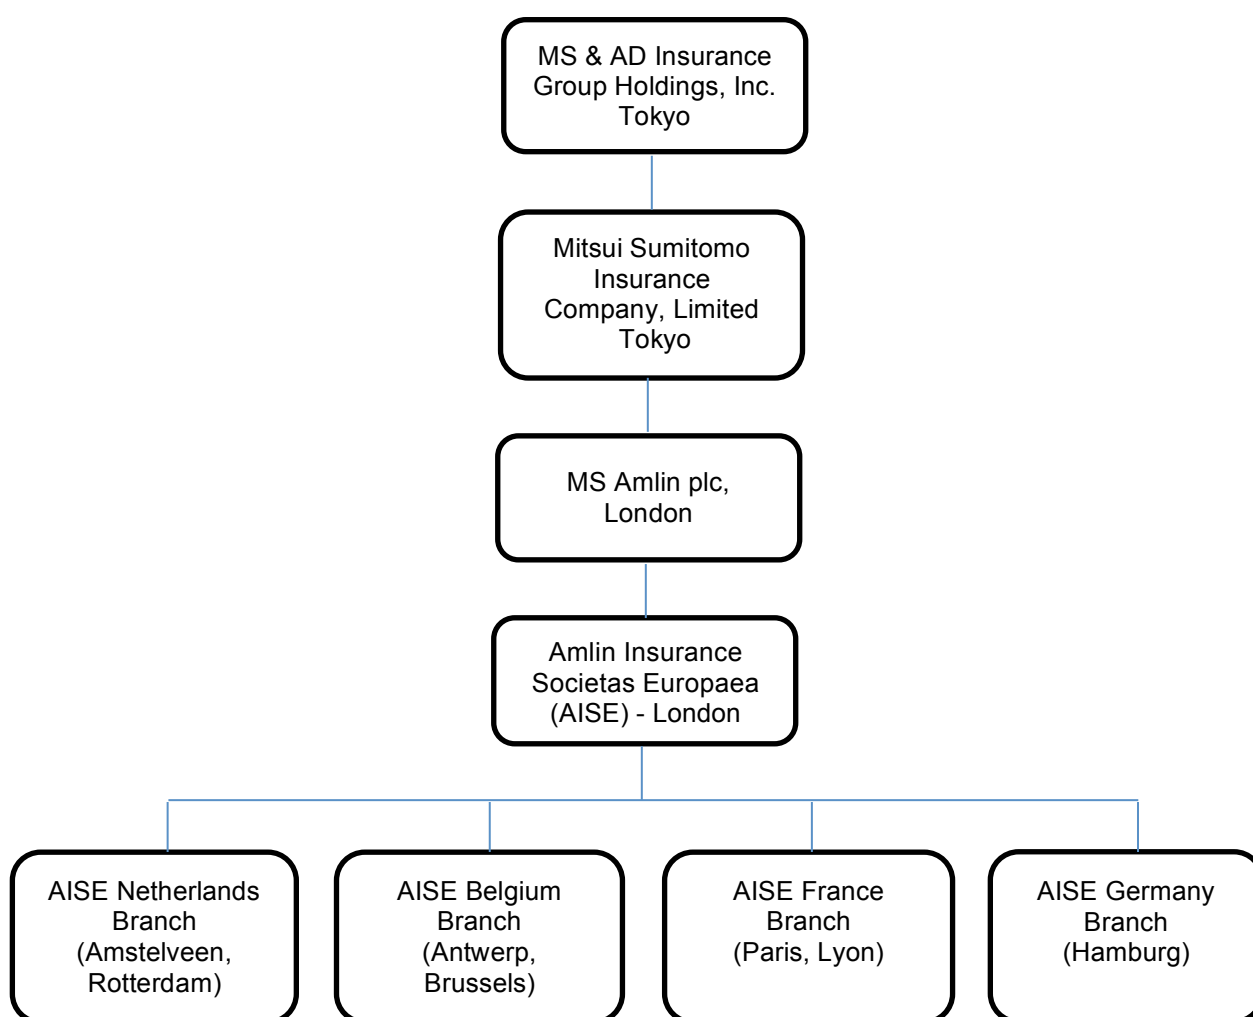 MS & AD Insurance
Group Holdings, Inc.
Tokyo
Mitsui Sumitomo
Insurance
Company, Limited
Tokyo
MS Amlin plc,
London
Amlin Insurance
Societas Europaea
(AISE) - London
AISE Netherlands
Branch
(Amstelveen,
Rotterdam)
AISE Belgium
Branch
(Antwerp,
Brussels)
AISE France
Branch
(Paris, Lyon)
AISE Germany
Branch
(Hamburg)